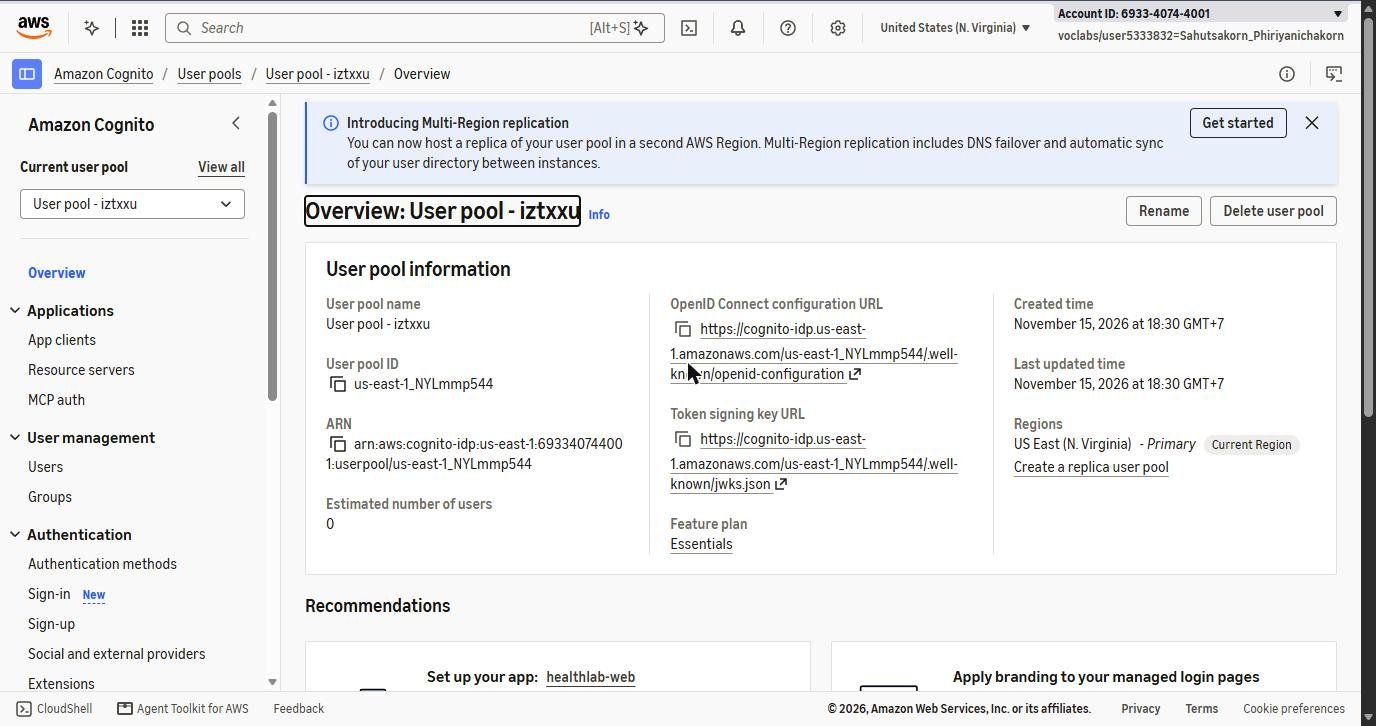 aws
Search
[Alt+S]
United States (N. Virginia)
Account ID: 6933-4074-4001
voclabs/user5333832=Sahutsakorn_Phiriyanichakorn
Amazon Cognito / User pools / User pool - iztxxu / Overview
Amazon Cognito
Current user pool
View all
User pool - iztxxu
Overview
Applications
App clients
Resource servers
MCP auth
User management
Users
Groups
Authentication
Authentication methods
Sign-in New
Sign-up
Social and external providers
Extensions
Introducing Multi-Region replication
You can now host a replica of your user pool in a second AWS Region. Multi-Region replication includes DNS failover and automatic sync
of your user directory between instances.
Get started
Overview: User pool - iztxxu Info
Rename
Delete user pool
User pool information
User pool name
User pool - iztxxu
User pool ID
us-east-1_NYLmmp544
ARN
arn:aws:cognito-idp:us-east-1:69334074400
1:userpool/us-east-1_NYLmmp544
Estimated number of users
0
OpenID Connect configuration URL
https://cognito-idp.us-east-
1.amazonaws.com/us-east-1_NYLmmp544/.well-
known/openid-configuration
Token signing key URL
https://cognito-idp.us-east-
1.amazonaws.com/us-east-1_NYLmmp544/.well-
known/jwks.json
Feature plan
Essentials
Created time
November 15, 2026 at 18:30 GMT+7
Last updated time
November 15, 2026 at 18:30 GMT+7
Regions
US East (N. Virginia) - Primary Current Region
Create a replica user pool
Recommendations
Set up your app: healthlab-web
Apply branding to your managed login pages
CloudShell
Agent Toolkit for AWS
Feedback
© 2026, Amazon Web Services, Inc. or its affiliates.
Privacy
Terms
Cookie preferences